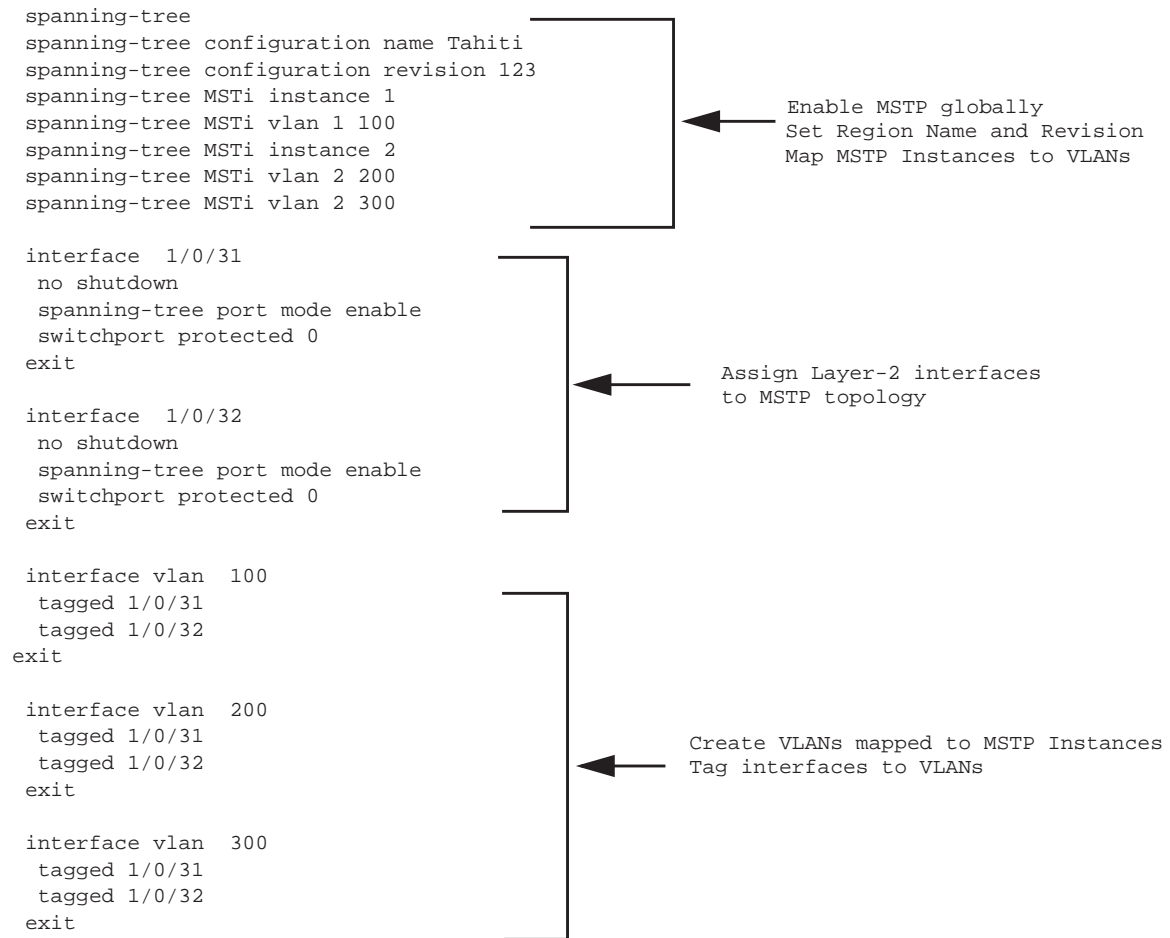 spanning-tree
spanning-tree configuration name Tahiti
spanning-tree configuration revision 123
spanning-tree MSTi instance 1
spanning-tree MSTi vlan 1 100
spanning-tree MSTi instance 2
spanning-tree MSTi vlan 2 200
spanning-tree MSTi vlan 2 300
Enable MSTP globally
Set Region Name and Revision
Map MSTP Instances to VLANs
interface 1/0/31
no shutdown
spanning-tree port mode enable
switchport protected 0
exit
interface 1/0/32
no shutdown
spanning-tree port mode enable
switchport protected 0
exit
Assign Layer-2 interfaces
to MSTP topology
interface vlan 100
tagged 1/0/31
tagged 1/0/32
exit
interface vlan 200
tagged 1/0/31
tagged 1/0/32
exit
interface vlan 300
tagged 1/0/31
tagged 1/0/32
exit
Create VLANs mapped to MSTP Instances
Tag interfaces to VLANs